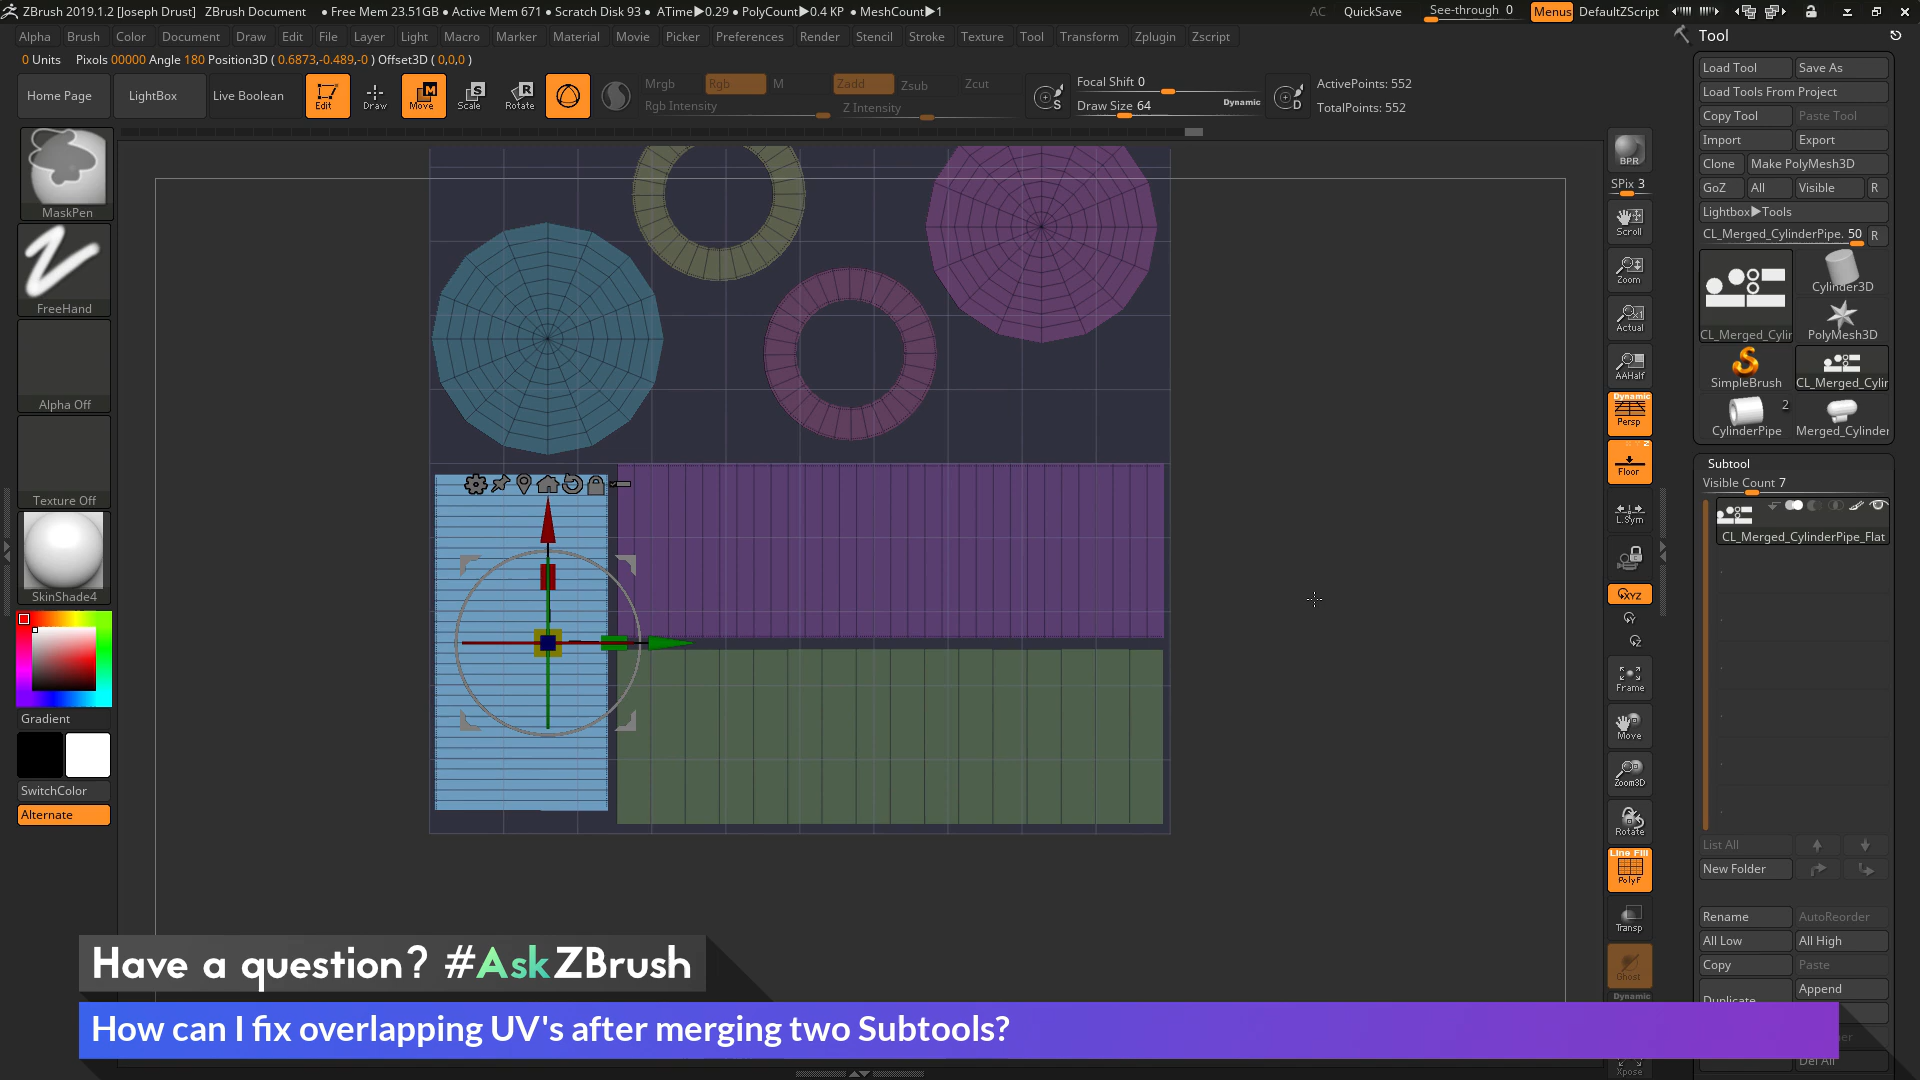 ZBrush 2019.1.2 [Joseph Drust] ZBrush Document • Free Mem 23.51GB • Active Mem 671 • Scratch Disk 93 • ATime▶0.29 • PolyCount▶0.4 KP • MeshCount▶1 AC QuickSave See-through 0 Menus DefaultZScript
Alpha Brush Color Document Draw Edit File Layer Light Macro Marker Material Movie Picker Preferences Render Stencil Stroke Texture Tool Transform Zplugin Zscript
0 Units Pixols 00000 Angle 180 Position3D ( 0.6873,-0.489,-0 ) Offset3D ( 0,0,0 )
Home Page LightBox Live Boolean Edit Draw Move Scale Rotate
Mrgb Rgb M Zadd Zsub Zcut
Rgb Intensity Z Intensity
S Focal Shift 0
Draw Size 64 Dynamic D
ActivePoints: 552
TotalPoints: 552
MaskPen
FreeHand
Alpha Off
Texture Off
SkinShade4
Gradient
SwitchColor
Alternate
BPR
SPix 3
Scroll
Zoom
Actual
AAHalf
Dynamic
Persp
Floor
L.Sym
XYZ
Frame
Move
Zoom3D
Rotate
Line Fill
PolyF
Transp
Ghost
Dynamic
Xpose
Tool
Load Tool Save As
Load Tools From Project
Copy Tool Paste Tool
Import Export
Clone Make PolyMesh3D
GoZ All Visible R
Lightbox▶Tools
CL_Merged_CylinderPipe. 50 R
CL_Merged_Cylir
Cylinder3D
PolyMesh3D
SimpleBrush CL_Merged_Cylir
2
CylinderPipe Merged_Cylinder
Subtool
Visible Count 7
CL_Merged_CylinderPipe_Flat
List All
New Folder
Rename AutoReorder
All Low All High
Copy Paste
Duplicate Append
Del All
Have a question? #AskZBrush
How can I fix overlapping UV's after merging two Subtools?